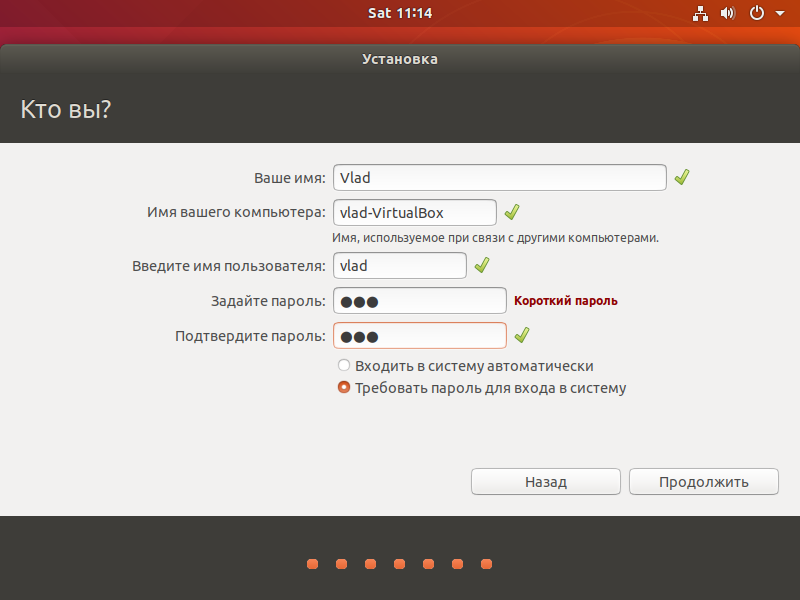 Sat 11:14
Установка
Кто вы?
Ваше имя: Vlad
Имя вашего компьютера: vlad-VirtualBox
Имя, используемое при связи с другими компьютерами.
Введите имя пользователя: vlad
Задайте пароль: ●●● Короткий пароль
Подтвердите пароль: ●●●
Входить в систему автоматически
Требовать пароль для входа в систему
Назад Продолжить